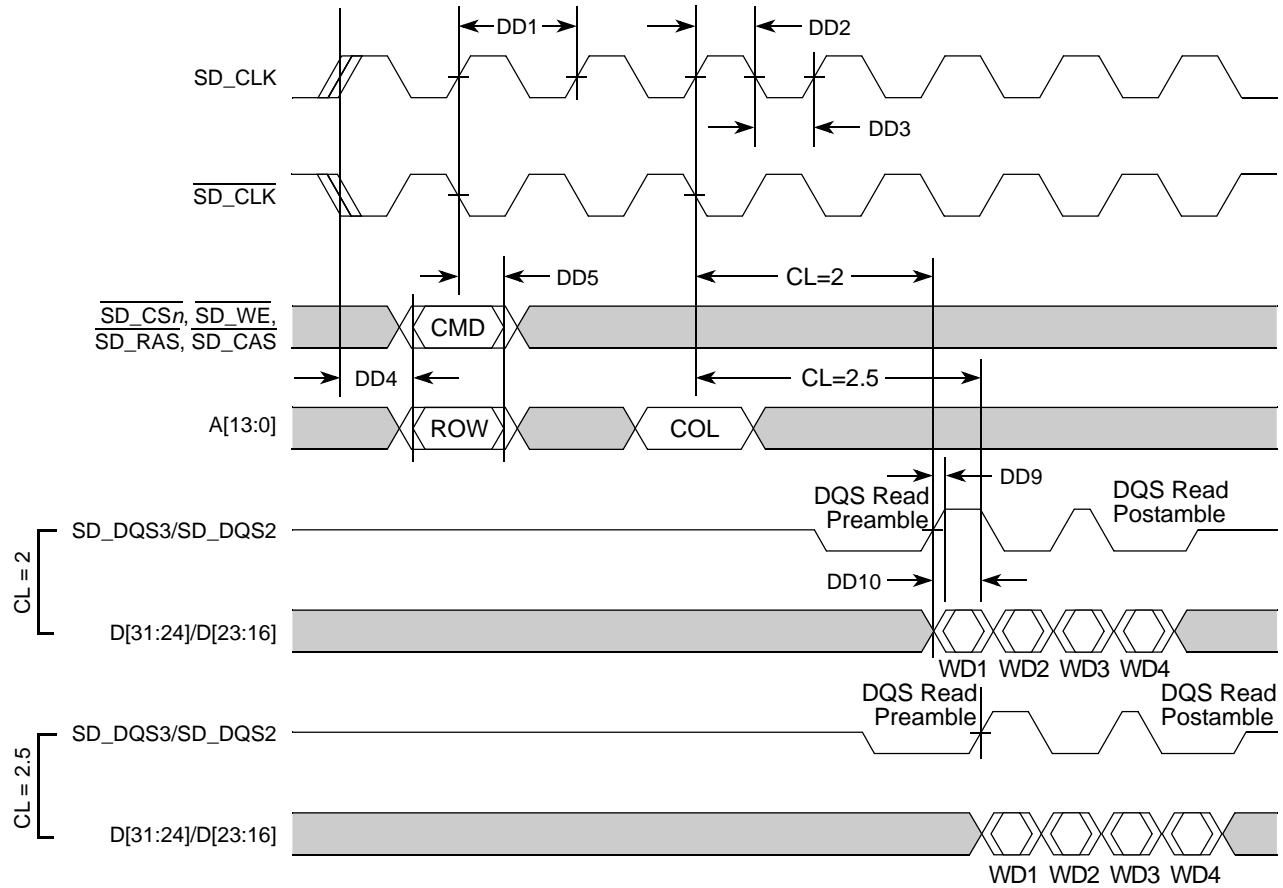 DD1
DD2
SD_CLK
DD3
SD_CLK
DD5
CL=2
SD_CSn, SD_WE,
SD_RAS, SD_CAS
CMD
DD4
CL=2.5
A[13:0]
ROW
COL
DD9
DQS Read
Preamble
DQS Read
Postamble
CL = 2
SD_DQS3/SD_DQS2
DD10
D[31:24]/D[23:16]
WD1 WD2 WD3 WD4
DQS Read
Preamble
DQS Read
Postamble
CL = 2.5
SD_DQS3/SD_DQS2
D[31:24]/D[23:16]
WD1 WD2 WD3 WD4